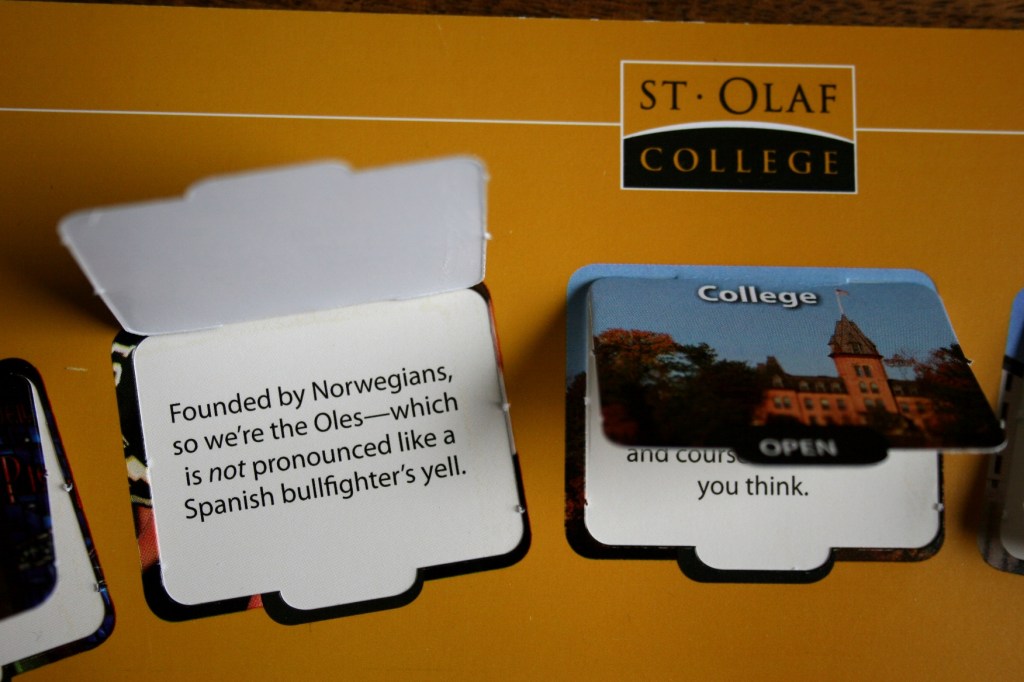 ST · OLAF
COLLEGE
Founded by Norwegians,
so we're the Oles—which
is not pronounced like a
Spanish bullfighter's yell.
College
OPEN
and
you think.